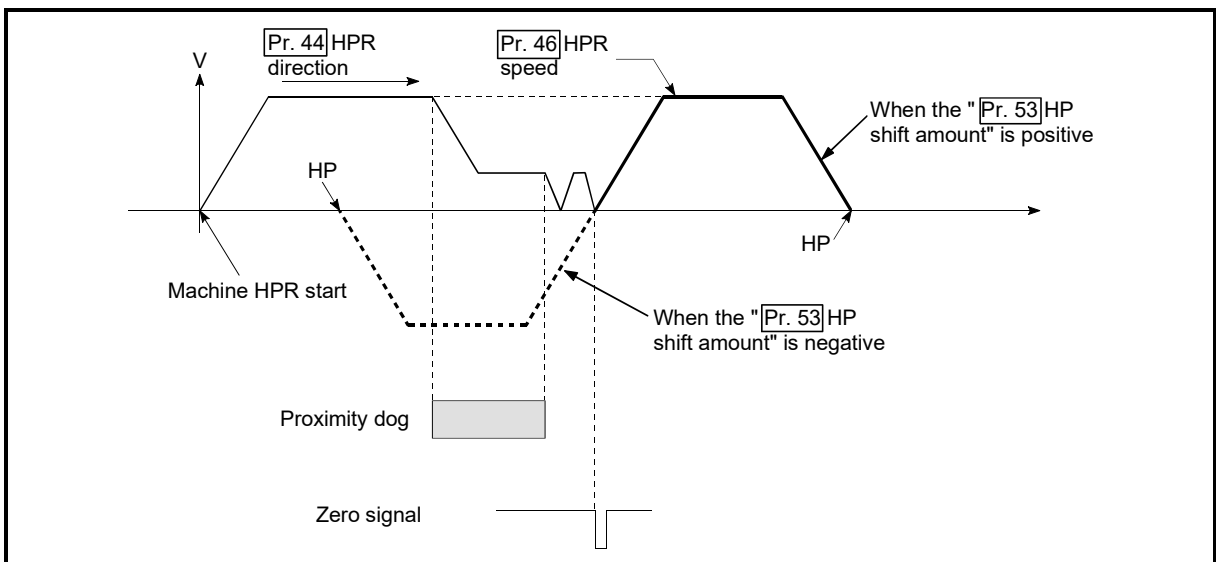 Pr. 44 HPR
direction
Pr. 46 HPR
speed
V
When the " Pr. 53 HP
shift amount" is positive
HP
HP
Machine HPR start
When the " Pr. 53 HP
shift amount" is negative
Proximity dog
Zero signal